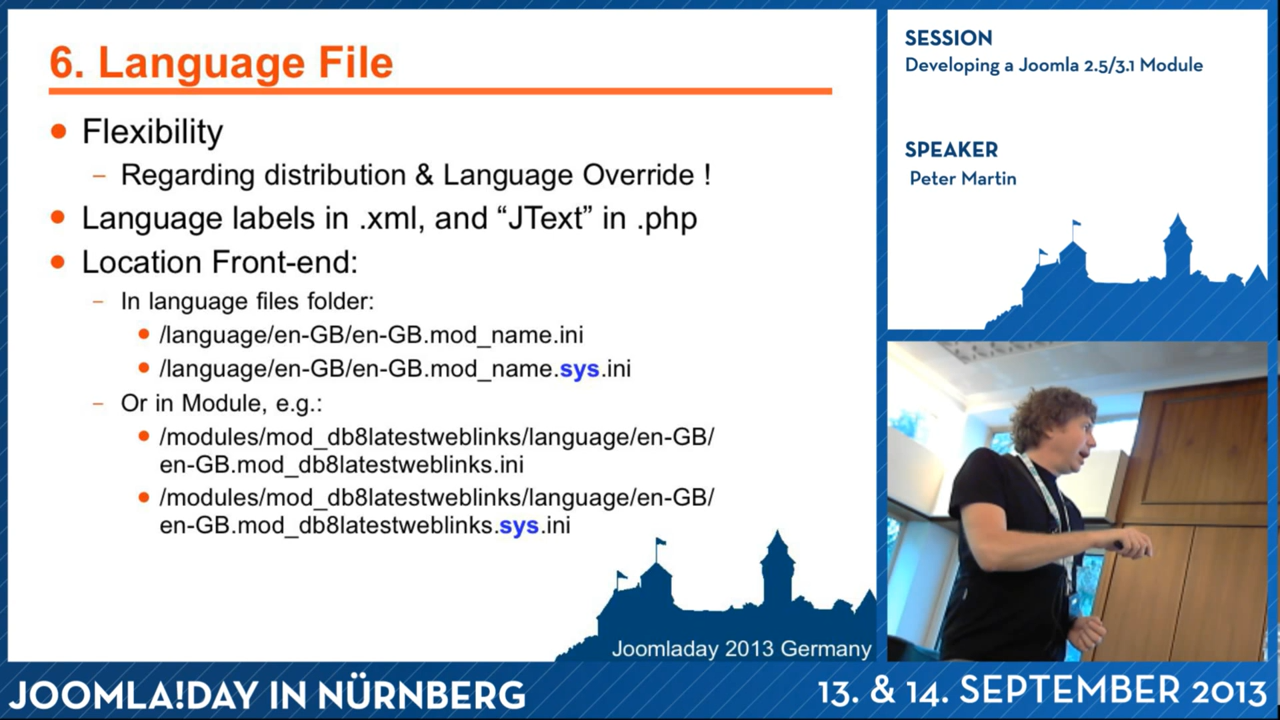 6. Language File
● Flexibility
– Regarding distribution & Language Override !
● Language labels in .xml, and “JText” in .php
● Location Front-end:
– In language files folder:
● /language/en-GB/en-GB.mod_name.ini
● /language/en-GB/en-GB.mod_name.sys.ini
– Or in Module, e.g.:
● /modules/mod_db8latestweblinks/language/en-GB/
en-GB.mod_db8latestweblinks.ini
● /modules/mod_db8latestweblinks/language/en-GB/
en-GB.mod_db8latestweblinks.sys.ini
Joomladay 2013 Germany
SESSION
Developing a Joomla 2.5/3.1 Module
SPEAKER
Peter Martin
JOOMLA!DAY IN NÜRNBERG
13. & 14. SEPTEMBER 2013